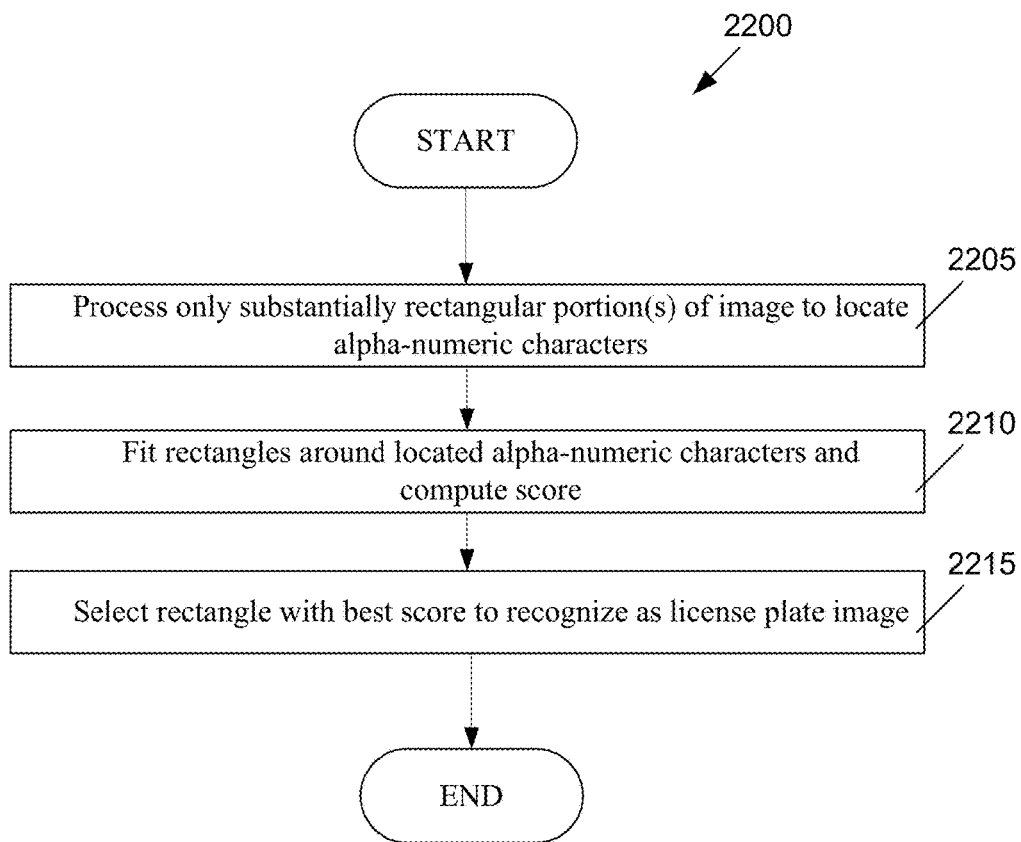 2200
START
2205
Process only substantially rectangular portion(s) of image to locate
alpha-numeric characters
2210
Fit rectangles around located alpha-numeric characters and
compute score
2215
Select rectangle with best score to recognize as license plate image
END